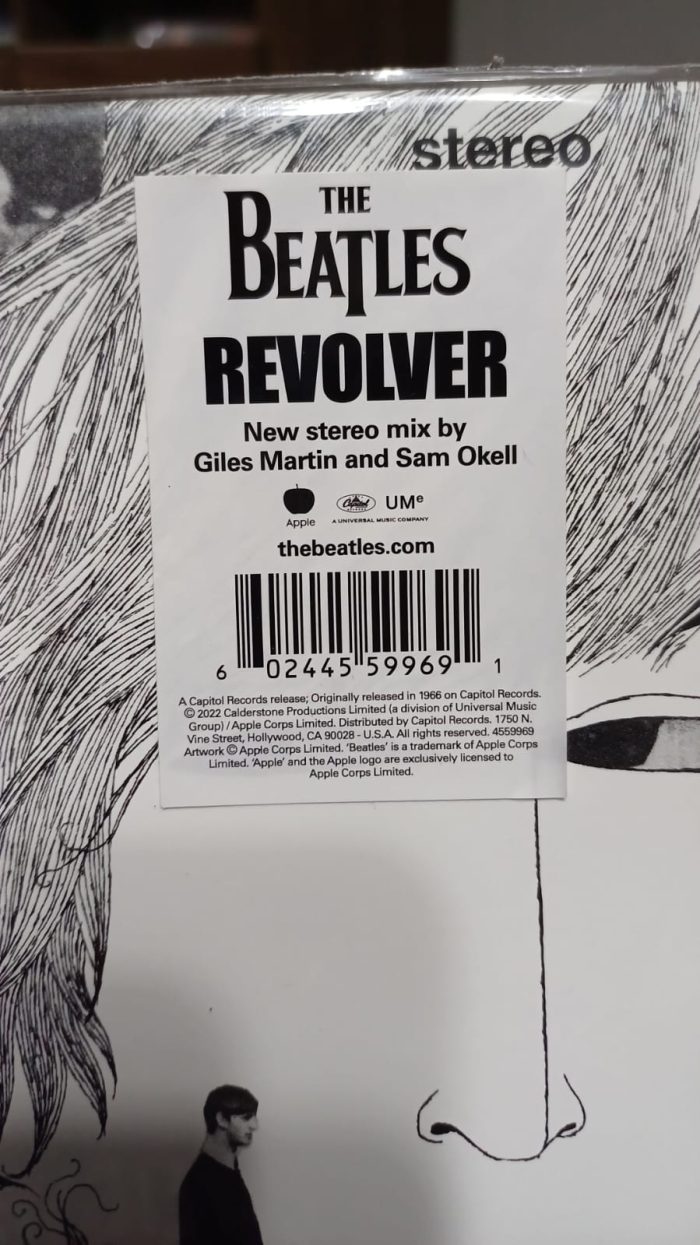 stereo
THE
BEATLES
REVOLVER
New stereo mix by
Giles Martin and Sam Okell
Capitol UMe
Apple A UNIVERSAL MUSIC COMPANY
thebeatles.com
6 02445 59969 1
A Capitol Records release; Originally released in 1966 on Capitol Records.
© 2022 Calderstone Productions Limited (a division of Universal Music
Group) / Apple Corps Limited. Distributed by Capitol Records. 1750 N.
Vine Street, Hollywood, CA 90028 - U.S.A. All rights reserved. 4559969
Artwork © Apple Corps Limited. 'Beatles' is a trademark of Apple Corps
Limited. 'Apple' and the Apple logo are exclusively licensed to
Apple Corps Limited.